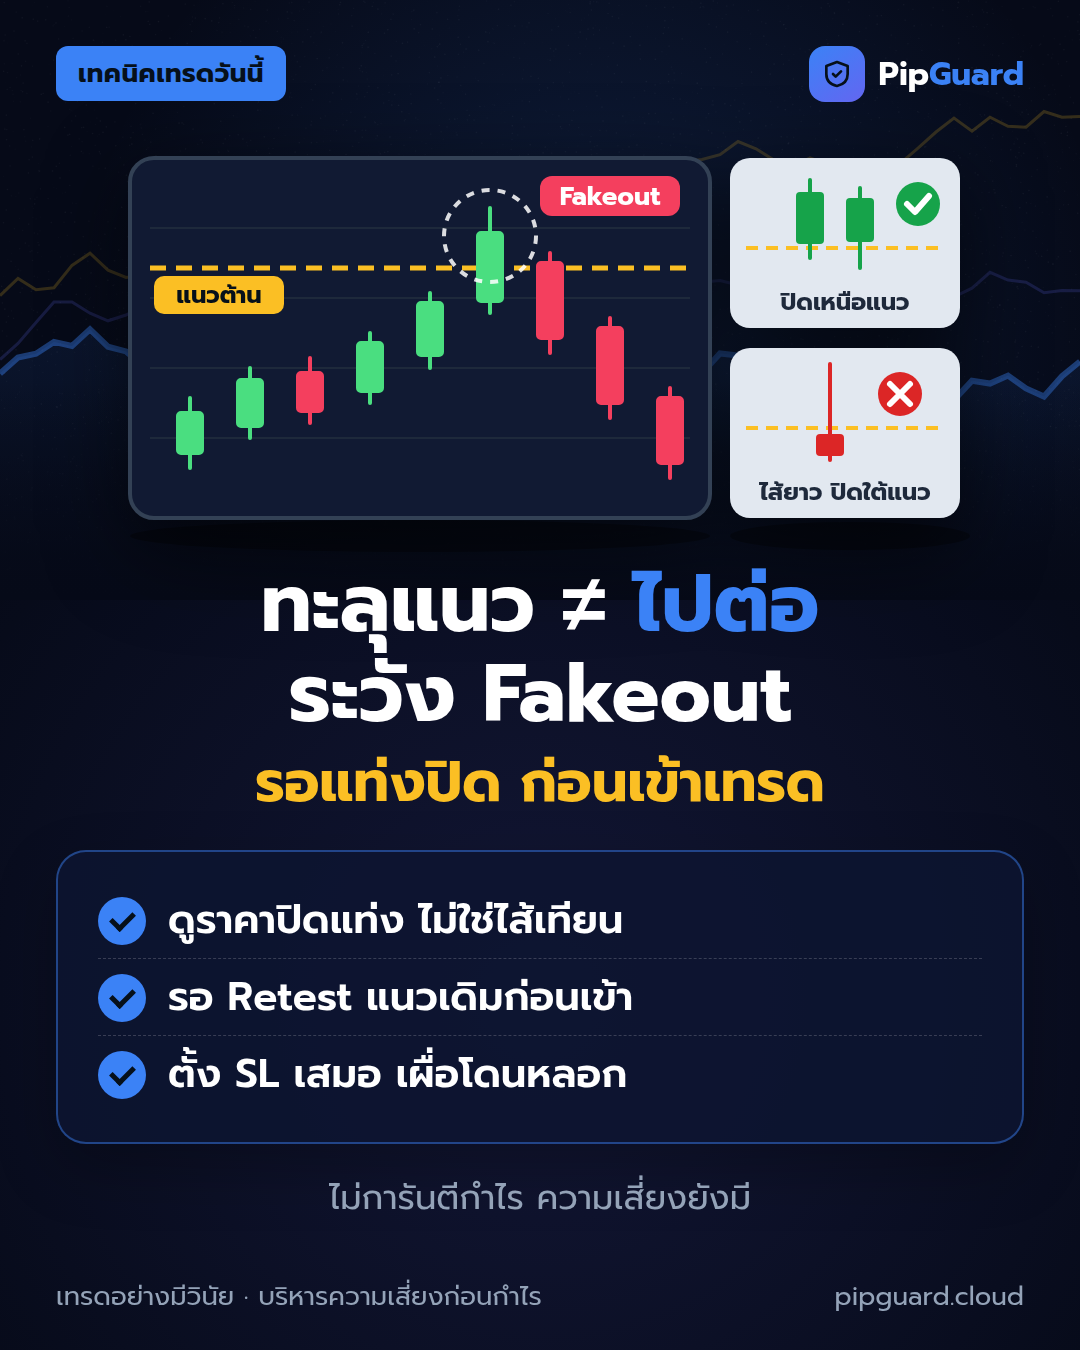 เทคนิคเทรดวันนี้
PipGuard
Fakeout
แนวต้าน
ปิดเหนือแนว
ไส้ยาว ปิดใต้แนว
ทะลุแนว ≠ ไปต่อ
ระวัง Fakeout
รอแท่งปิด ก่อนเข้าเทรด
ดูราคาปิดแท่ง ไม่ใช่ไส้เทียน
รอ Retest แนวเดิมก่อนเข้า
ตั้ง SL เสมอ เผื่อโดนหลอก
ไม่การันตีกำไร ความเสี่ยงยังมี
เทรดอย่างมีวินัย · บริหารความเสี่ยงก่อนกำไร
pipguard.cloud